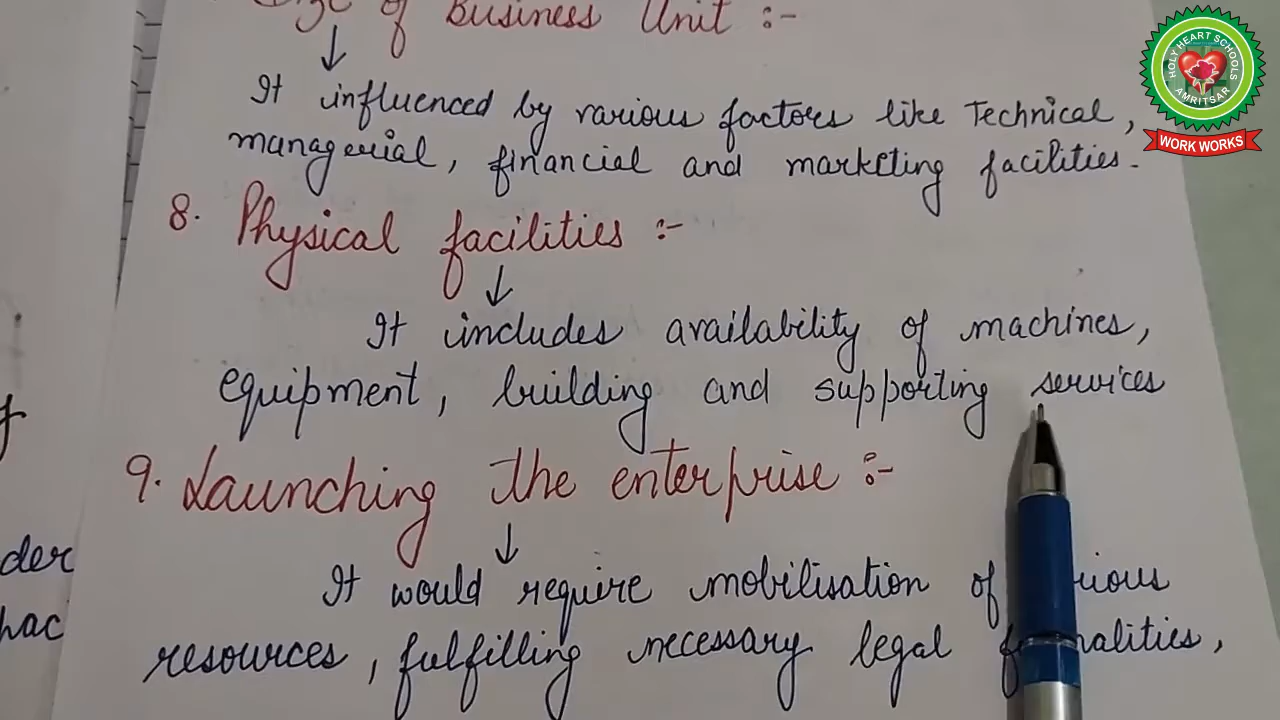 Size of Business Unit :-
↓
It influenced by various factors like Technical,
managerial, financial and marketing facilities.
8. Physical facilities :-
↓
It includes availability of machines,
equipment, building and supporting services
9. Launching the enterprise :-
↓
It would require mobilisation of
resources, fulfilling necessary legal
der
HOLY HEART SCHOOLS
AMRITSAR
WORK WORKS